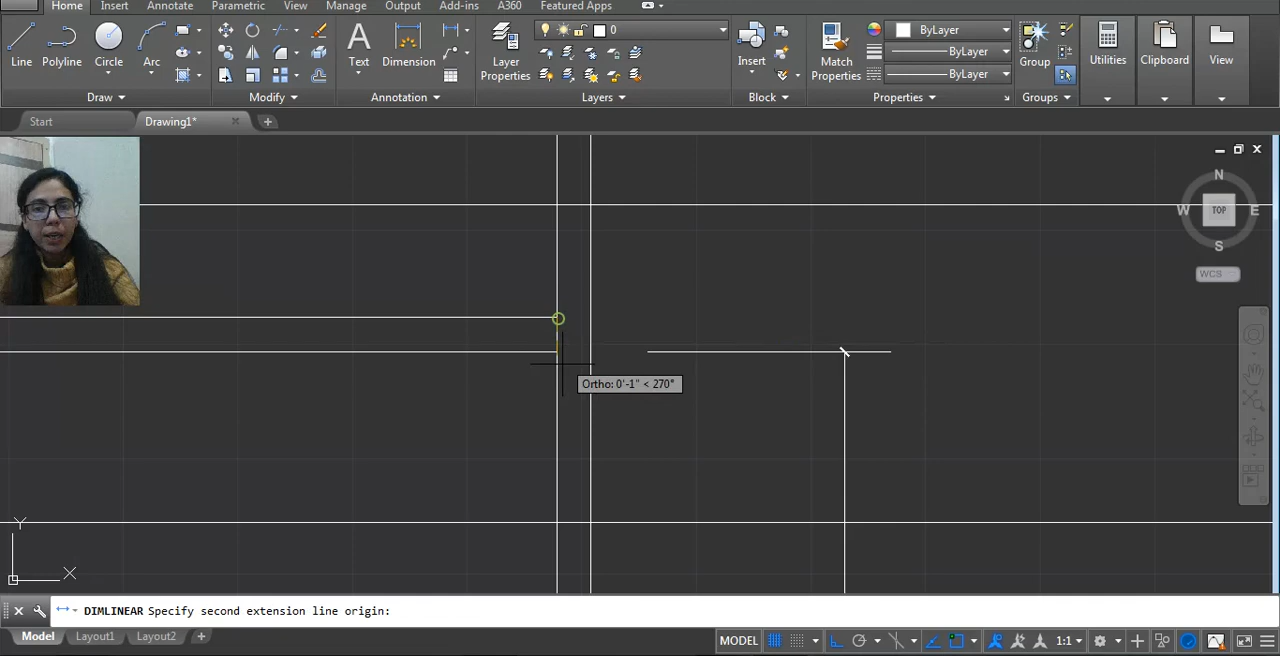 Home Insert Annotate Parametric View Manage Output Add-ins A360 Featured Apps
Line Polyline Circle Arc
Text Dimension
Layer Properties
0
Insert
Match Properties
ByLayer
ByLayer
ByLayer
Group
Utilities Clipboard View
Draw Modify Annotation Layers Block Properties Groups
Start Drawing1*
N
W TOP E
S
WCS
Ortho: 0'-1" < 270°
Y
X
DIMLINEAR Specify second extension line origin:
Model Layout1 Layout2
MODEL 1:1